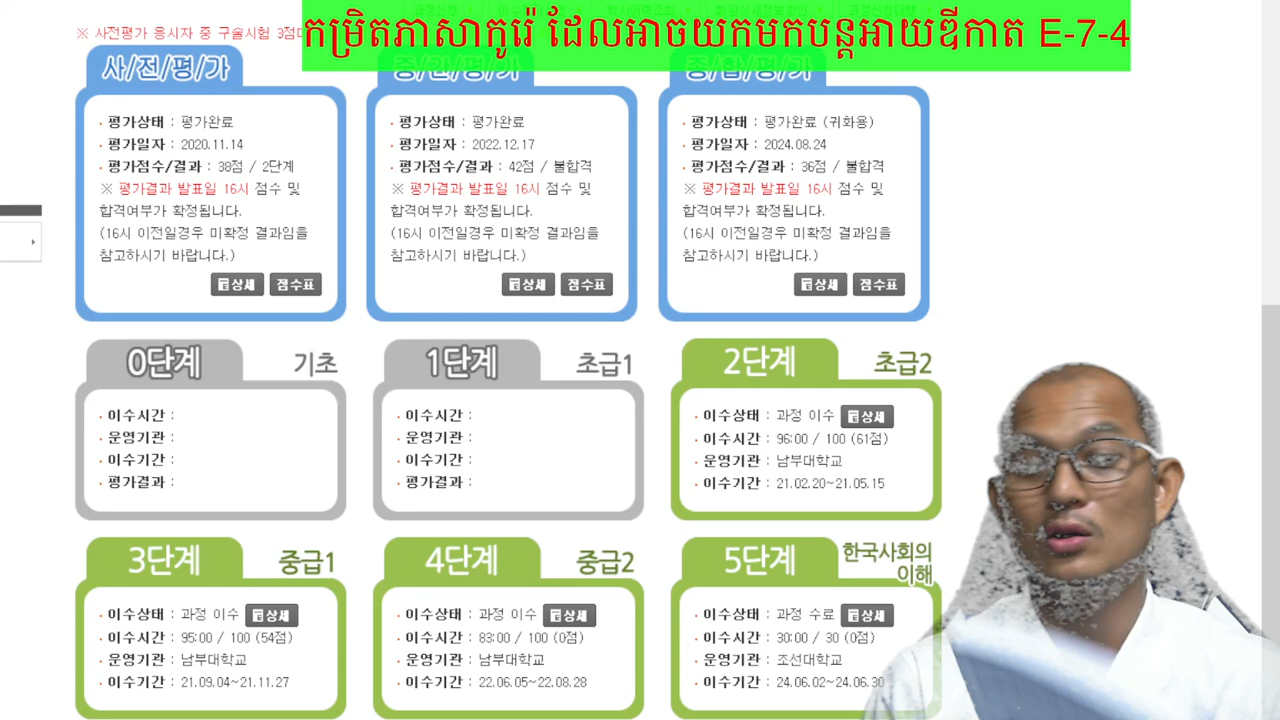 ※ 사전평가 응시자 중 구술시험 3점
កម្រិតភាសាកូរ៉េ ដែលអាចយកមកបន្តអាយឌីកាត E-7-4
사/전/평/가
중/간/평/가
종/합/평/가
· 평가상태 : 평가완료
· 평가일자 : 2020.11.14
· 평가점수/결과 : 38점 / 2단계
※ 평가결과 발표일 16시 점수 및
합격여부가 확정됩니다.
(16시 이전일경우 미확정 결과임을
참고하시기 바랍니다.)
상세 점수표
· 평가상태 : 평가완료
· 평가일자 : 2022.12.17
· 평가점수/결과 : 42점 / 불합격
※ 평가결과 발표일 16시 점수 및
합격여부가 확정됩니다.
(16시 이전일경우 미확정 결과임을
참고하시기 바랍니다.)
상세 점수표
· 평가상태 : 평가완료 (귀화용)
· 평가일자 : 2024.08.24
· 평가점수/결과 : 36점 / 불합격
※ 평가결과 발표일 16시 점수 및
합격여부가 확정됩니다.
(16시 이전일경우 미확정 결과임을
참고하시기 바랍니다.)
상세 점수표
0단계 기초
· 이수시간 :
· 운영기관 :
· 이수기간 :
· 평가결과 :
1단계 초급1
· 이수시간 :
· 운영기관 :
· 이수기간 :
· 평가결과 :
2단계 초급2
· 이수상태 : 과정 이수 상세
· 이수시간 : 96:00 / 100 (61점)
· 운영기관 : 남부대학교
· 이수기간 : 21.02.20~21.05.15
3단계 중급1
· 이수상태 : 과정 이수 상세
· 이수시간 : 95:00 / 100 (54점)
· 운영기관 : 남부대학교
· 이수기간 : 21.09.04~21.11.27
4단계 중급2
· 이수상태 : 과정 이수 상세
· 이수시간 : 83:00 / 100 (0점)
· 운영기관 : 남부대학교
· 이수기간 : 22.06.05~22.08.28
5단계 한국사회의
이해
· 이수상태 : 과정 수료 상세
· 이수시간 : 30:00 / 30 (0점)
· 운영기관 : 조선대학교
· 이수기간 : 24.06.02~24.06.30